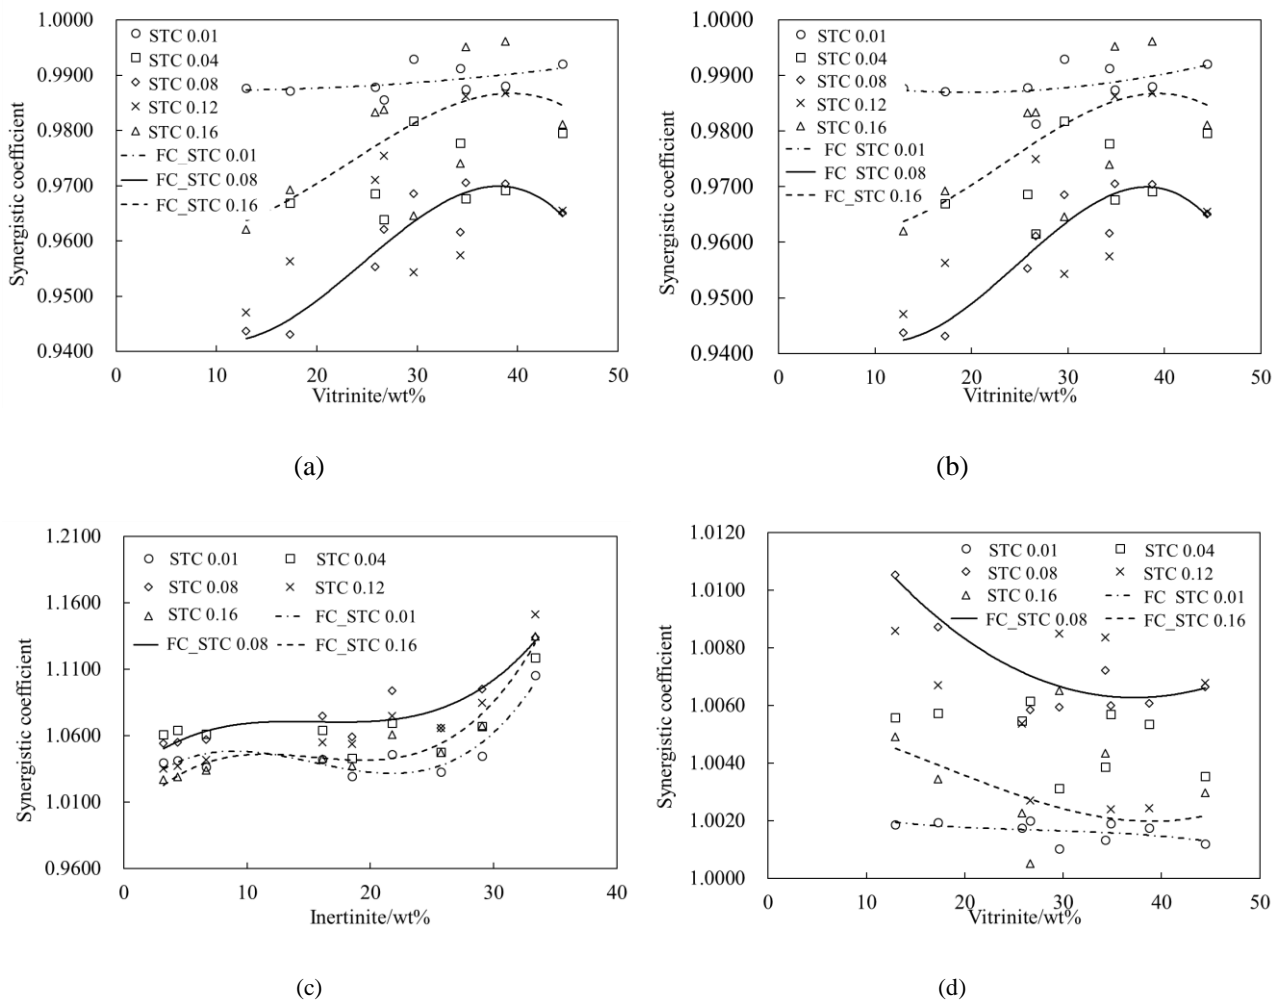 1.0000
0.9900
0.9800
0.9700
0.9600
0.9500
0.9400
Synergistic coefficient
STC 0.01
STC 0.04
STC 0.08
STC 0.12
STC 0.16
FC_STC 0.01
FC_STC 0.08
FC_STC 0.16
0 10 20 30 40 50
Vitrinite/wt%
(a)
1.0000
0.9900
0.9800
0.9700
0.9600
0.9500
0.9400
Synergistic coefficient
STC 0.01
STC 0.04
STC 0.08
STC 0.12
STC 0.16
FC STC 0.01
FC STC 0.08
FC_STC 0.16
0 10 20 30 40 50
Vitrinite/wt%
(b)
1.2100
1.1600
1.1100
1.0600
1.0100
0.9600
Synergistic coefficient
STC 0.01 STC 0.04
STC 0.08 STC 0.12
STC 0.16 FC_STC 0.01
FC_STC 0.08 FC_STC 0.16
0 10 20 30 40
Inertinite/wt%
(c)
1.0120
1.0100
1.0080
1.0060
1.0040
1.0020
1.0000
Synergistic coefficient
STC 0.01 STC 0.04
STC 0.08 STC 0.12
STC 0.16 FC STC 0.01
FC_STC 0.08 FC_STC 0.16
0 10 20 30 40 50
Vitrinite/wt%
(d)